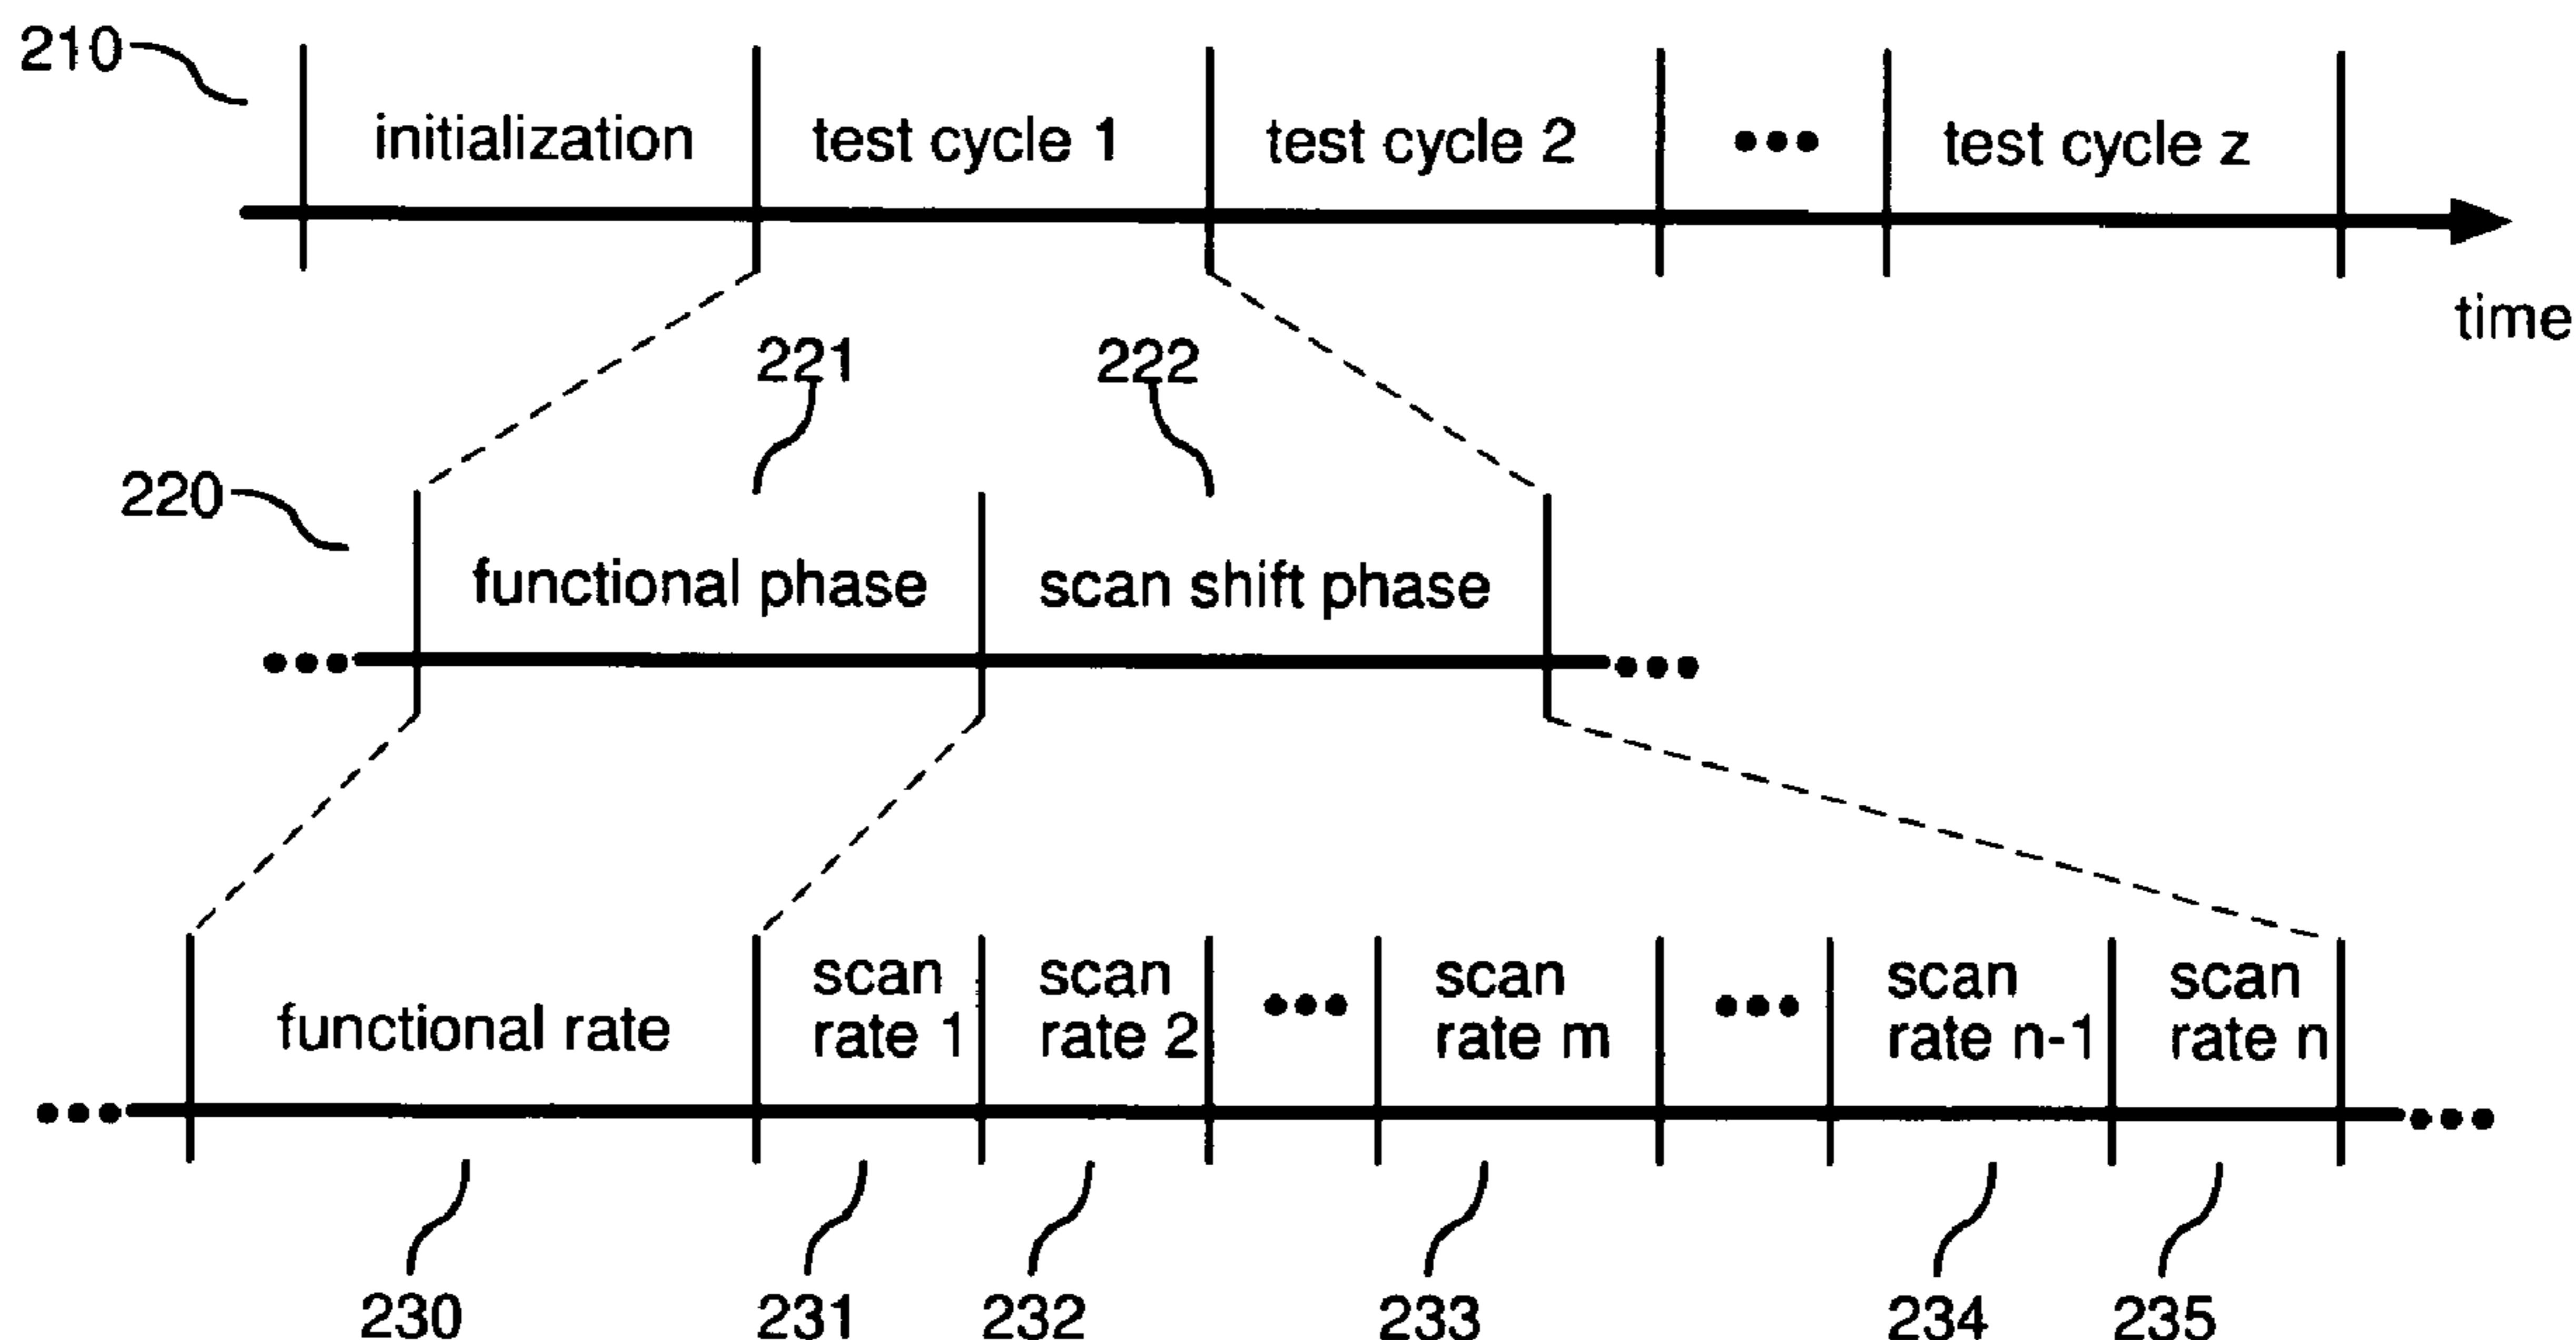 210
initialization
test cycle 1
test cycle 2
•••
test cycle z
time
221
222
220
functional phase
scan shift phase
•••
•••
functional rate
scan
rate 1
scan
rate 2
•••
scan
rate m
•••
scan
rate n-1
scan
rate n
•••
•••
230
231
232
233
234
235